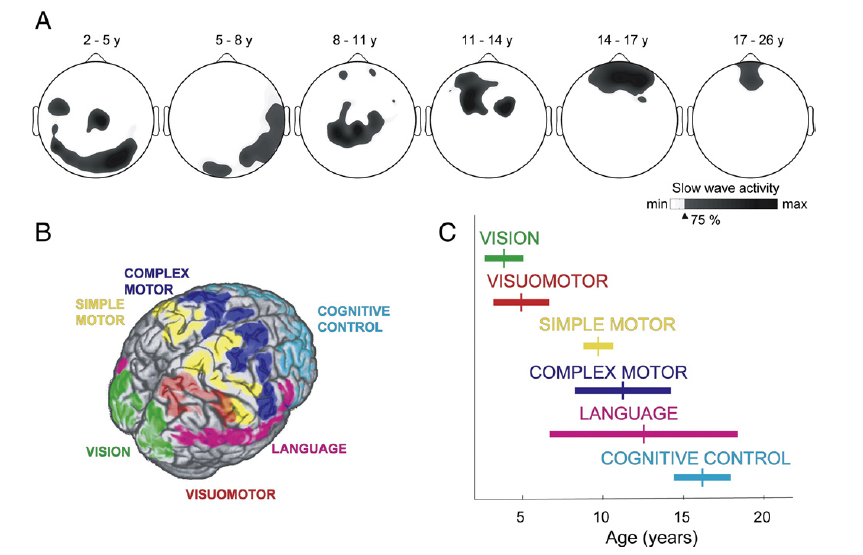 A
2 - 5 y
5 - 8 y
8 - 11 y
11 - 14 y
14 - 17 y
17 - 26 y
Slow wave activity
min
max
75 %
B
COMPLEX
MOTOR
SIMPLE
MOTOR
COGNITIVE
CONTROL
VISION
LANGUAGE
VISUOMOTOR
C
VISION
VISUOMOTOR
SIMPLE MOTOR
COMPLEX MOTOR
LANGUAGE
COGNITIVE CONTROL
5 10 15 20
Age (years)